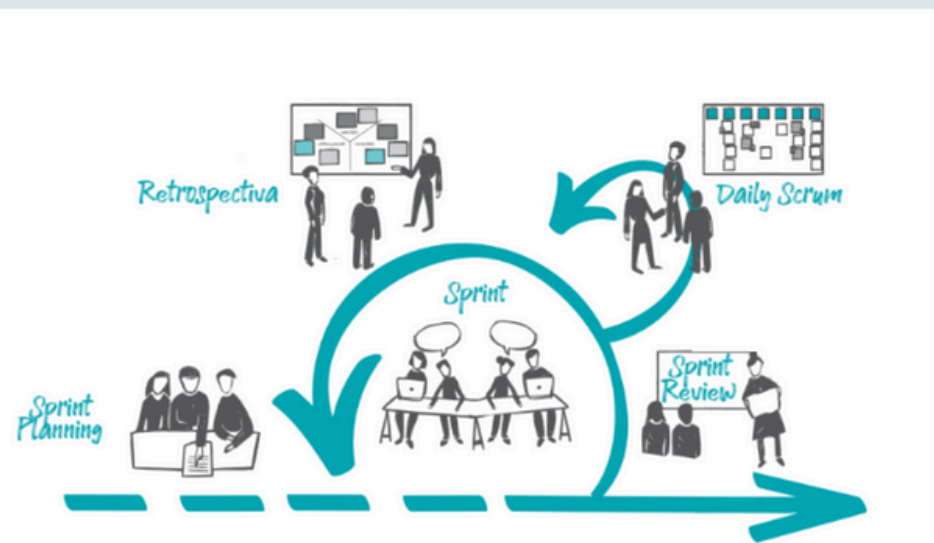 Retrospectiva
Daily Scrum
Sprint
Sprint
Planning
Sprint
Review